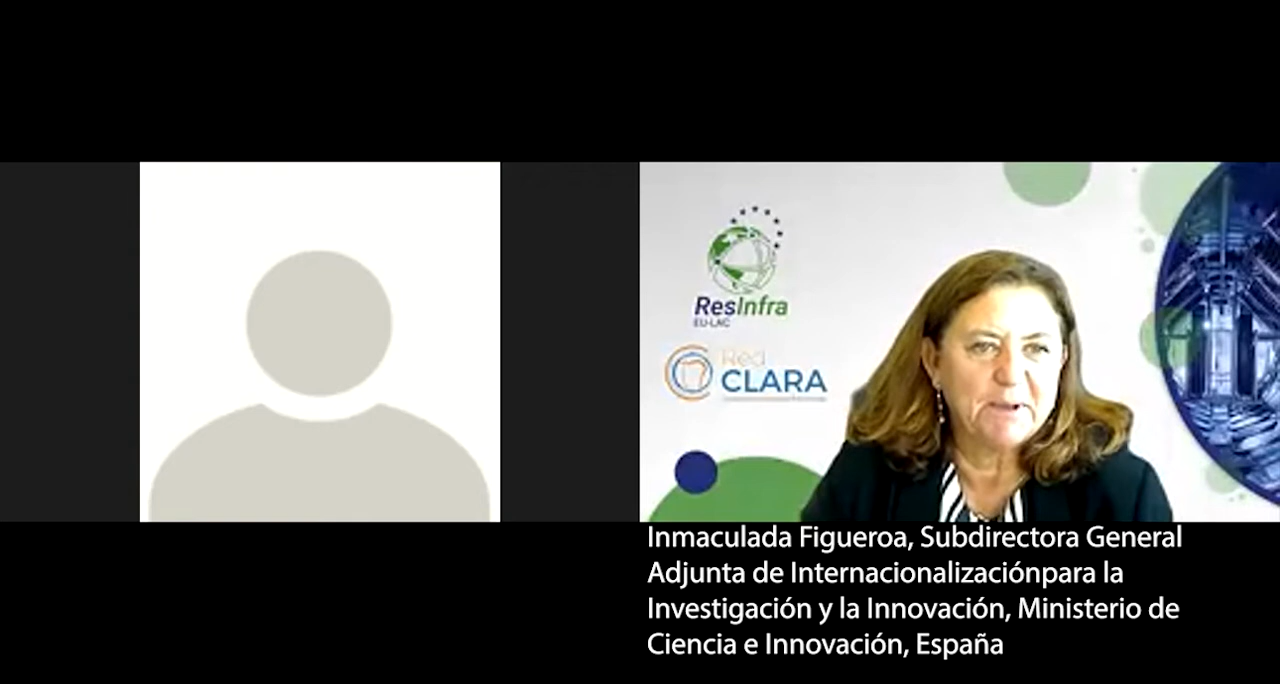 ResInfra
EU-LAC
Red
CLARA
Inmaculada Figueroa, Subdirectora General
Adjunta de Internacionalizaciónpara la
Investigación y la Innovación, Ministerio de
Ciencia e Innovación, España